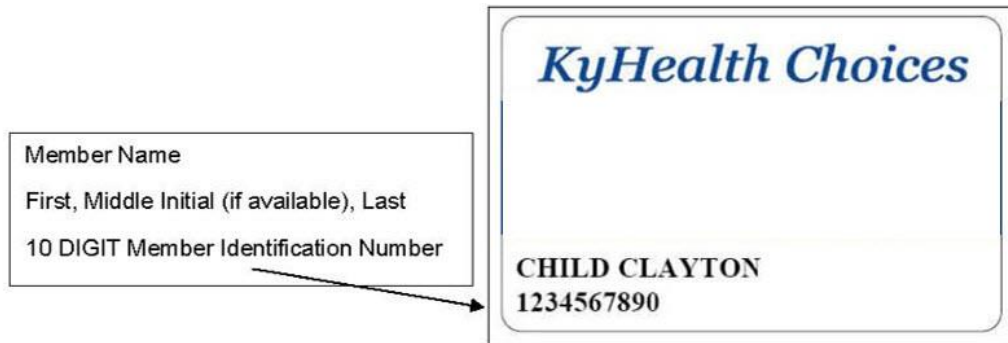 Member Name
First, Middle Initial (if available), Last
10 DIGIT Member Identification Number
KyHealth Choices
CHILD CLAYTON
1234567890